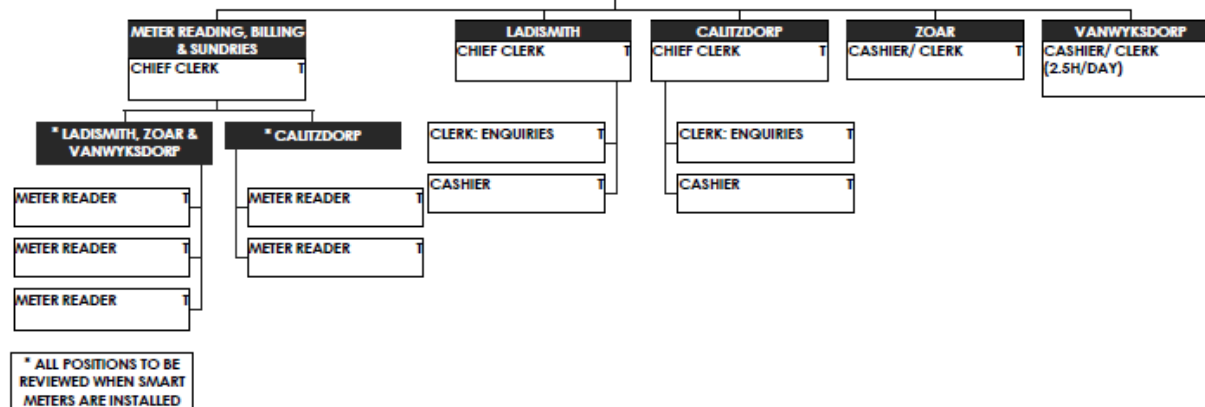 METER READING, BILLING
& SUNDRIES
CHIEF CLERK T
LADISMITH
CHIEF CLERK T
CALITZDORP
CHIEF CLERK T
ZOAR
CASHIER/ CLERK T
VANWYKSDORP
CASHIER/ CLERK T
(2.5H/DAY)
* LADISMITH, ZOAR &
VANWYKSDORP
* CALITZDORP
CLERK: ENQUIRIES T
CLERK: ENQUIRIES T
CASHIER T
CASHIER T
METER READER T
METER READER T
METER READER T
METER READER T
METER READER T
* ALL POSITIONS TO BE
REVIEWED WHEN SMART
METERS ARE INSTALLED